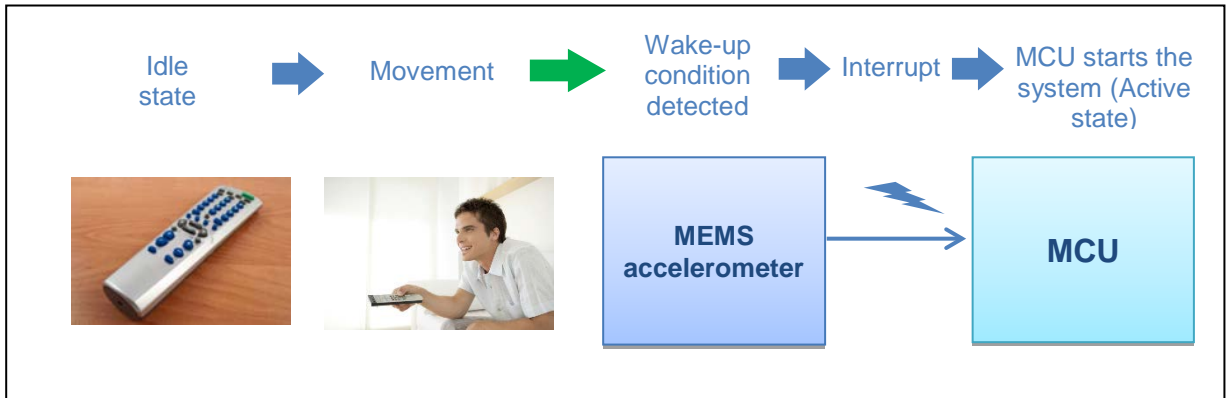 Idle
state
Movement
Wake-up
condition
detected
Interrupt
MCU starts the
system (Active
state)
MEMS
accelerometer
MCU